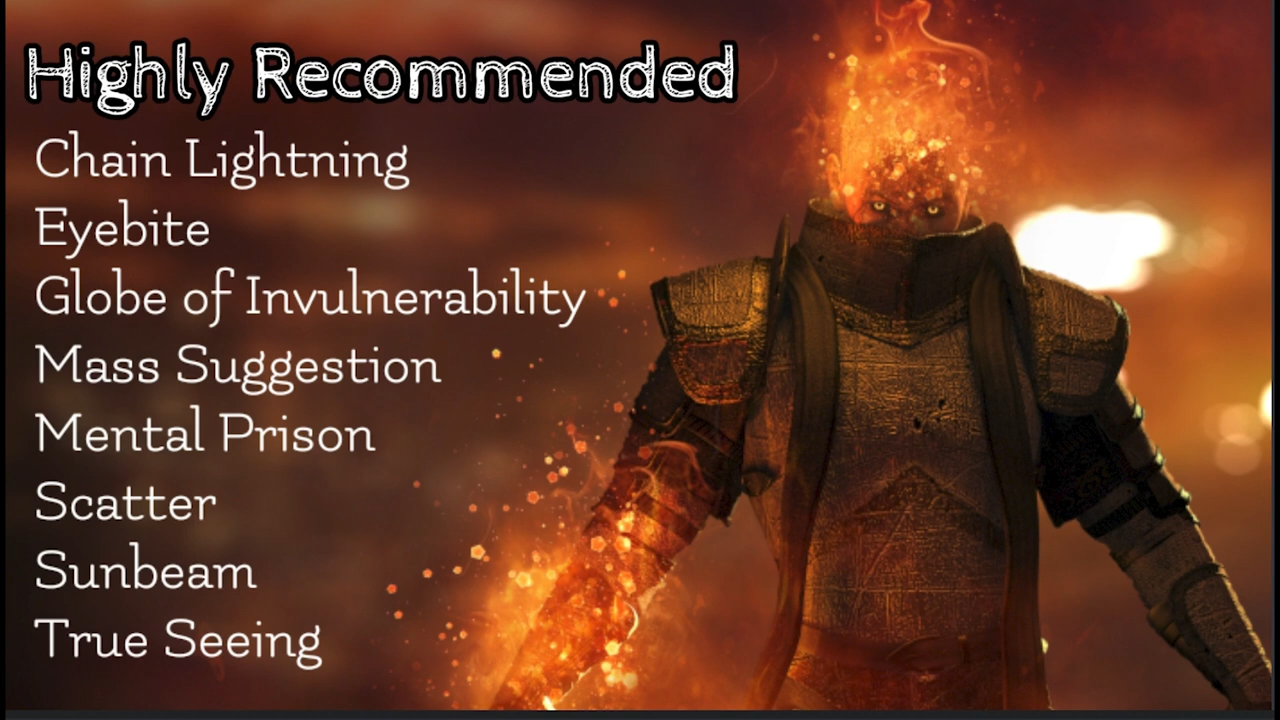 Highly Recommended
Chain Lightning
Eyebite
Globe of Invulnerability
Mass Suggestion
Mental Prison
Scatter
Sunbeam
True Seeing